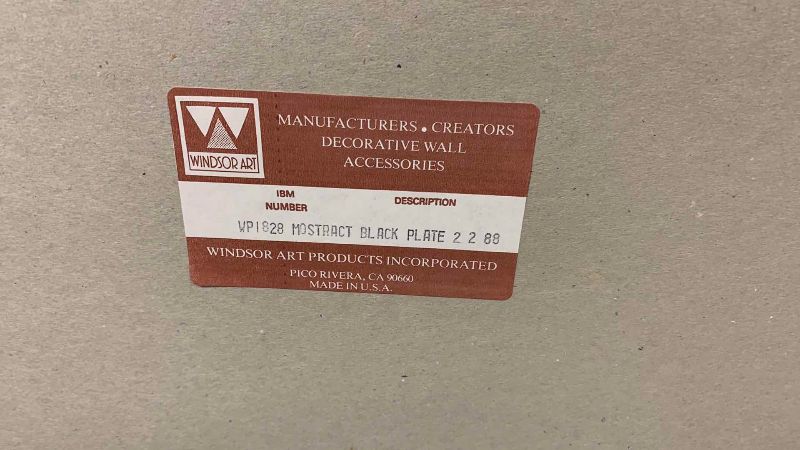 WINDSOR ART
MANUFACTURERS • CREATORS
DECORATIVE WALL
ACCESSORIES
IBM NUMBER DESCRIPTION
WP1828 MOSTRACT BLACK PLATE 2 2 88
WINDSOR ART PRODUCTS INCORPORATED
PICO RIVERA, CA 90660
MADE IN U.S.A.